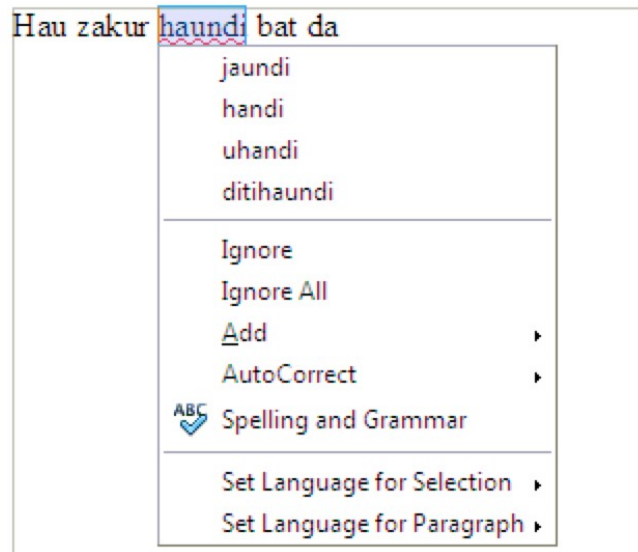 Hau zakur haundi bat da
jaundi
handi
uhandi
ditihaundi
Ignore
Ignore All
Add
AutoCorrect
ABC Spelling and Grammar
Set Language for Selection
Set Language for Paragraph